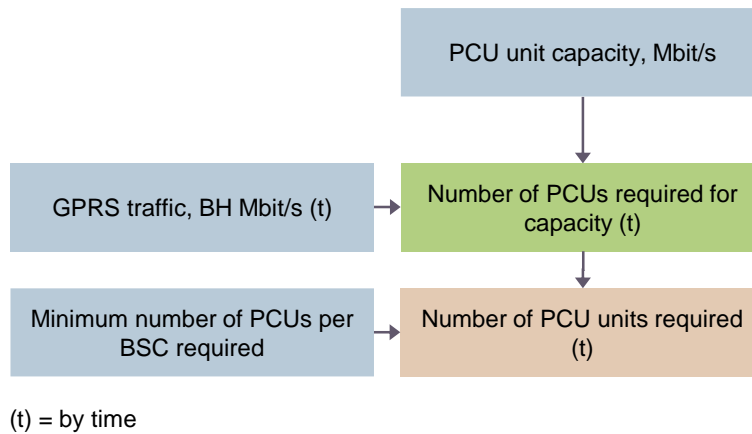 PCU unit capacity, Mbit/s
GPRS traffic, BH Mbit/s (t)
Number of PCUs required for
capacity (t)
Minimum number of PCUs per
BSC required
Number of PCU units required
(t)
(t) = by time